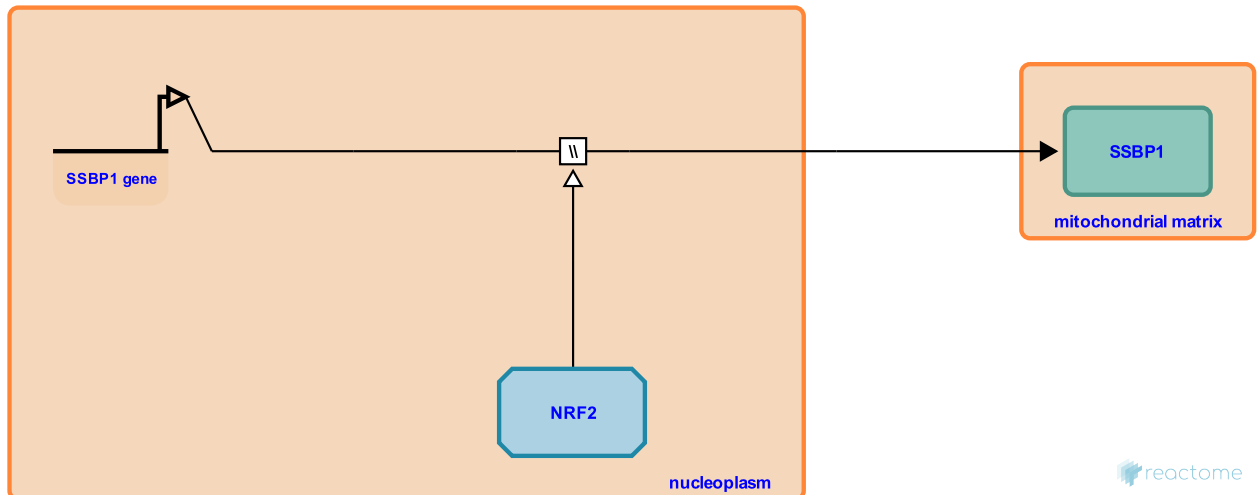 SSBP1 gene
\\
SSBP1
mitochondrial matrix
NRF2
nucleoplasm
reactome